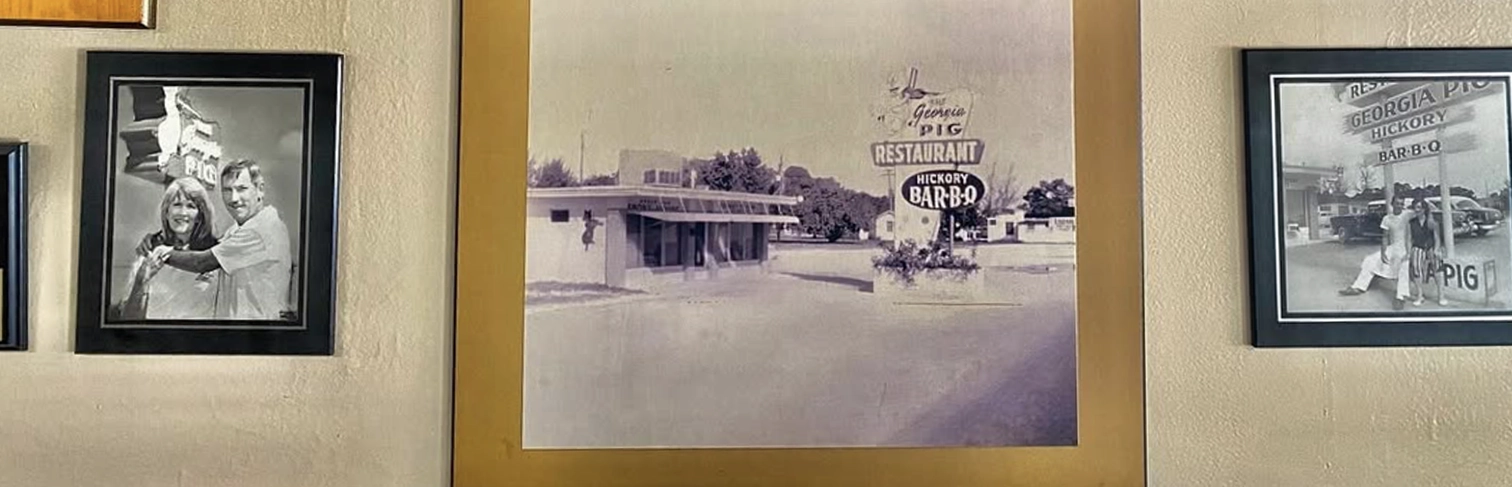 PIG
THE
Georgia
PIG
RESTAURANT
HICKORY
BAR-B-Q
GEORGIA PIG
HICKORY
BAR-B-Q
A PIG